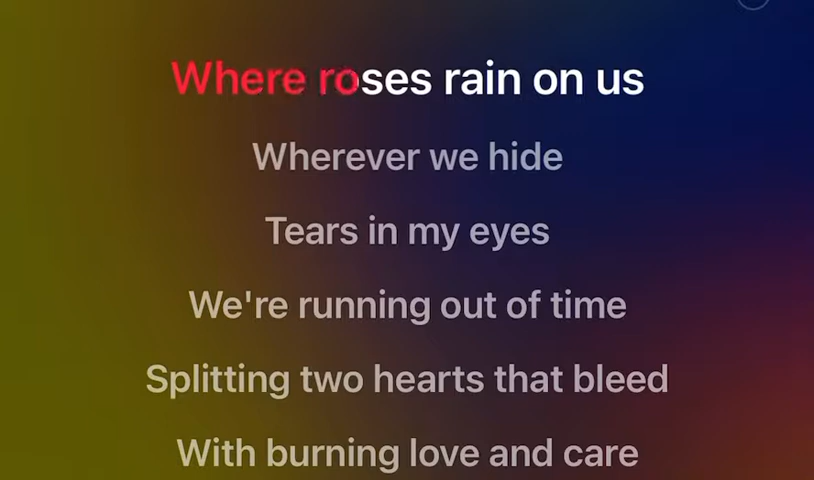 Where roses rain on us
Wherever we hide
Tears in my eyes
We're running out of time
Splitting two hearts that bleed
With burning love and care